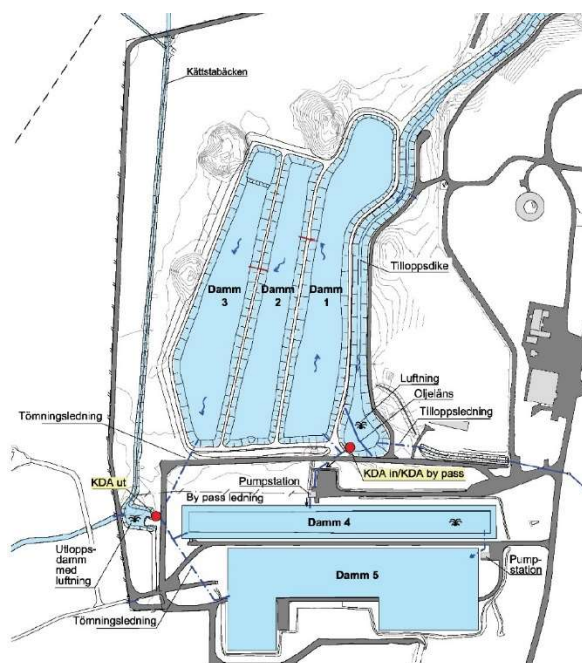 Kättstabäcken
Tilloppsdike
Damm
3
Damm
2
Damm
1
Luftning
Oljeläns
Tilloppsledning
Tömningsledning
KDA ut
Pumpstation
By pass ledning
KDA in/KDA by pass
Damm 4
Utlopps-
damm
med
luftning
Damm 5
Pump-
station
Tömningsledning